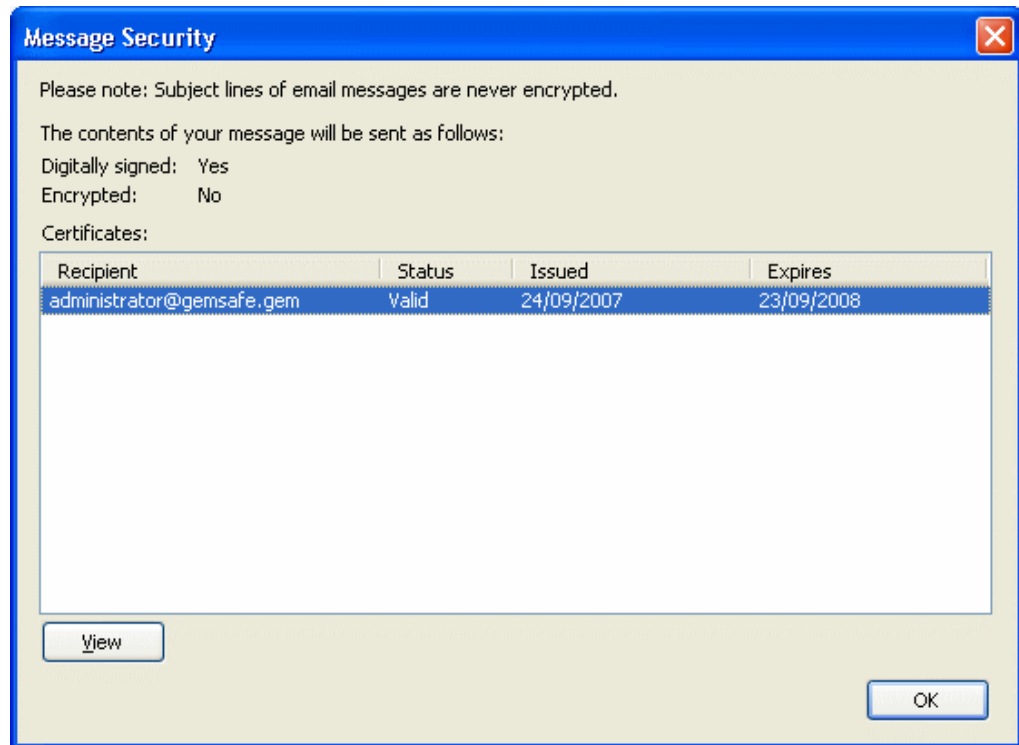 Message Security
Please note: Subject lines of email messages are never encrypted.
The contents of your message will be sent as follows:
Digitally signed: Yes
Encrypted: No
Certificates:
Recipient Status Issued Expires
administrator@gemsafe.gem Valid 24/09/2007 23/09/2008
View
OK